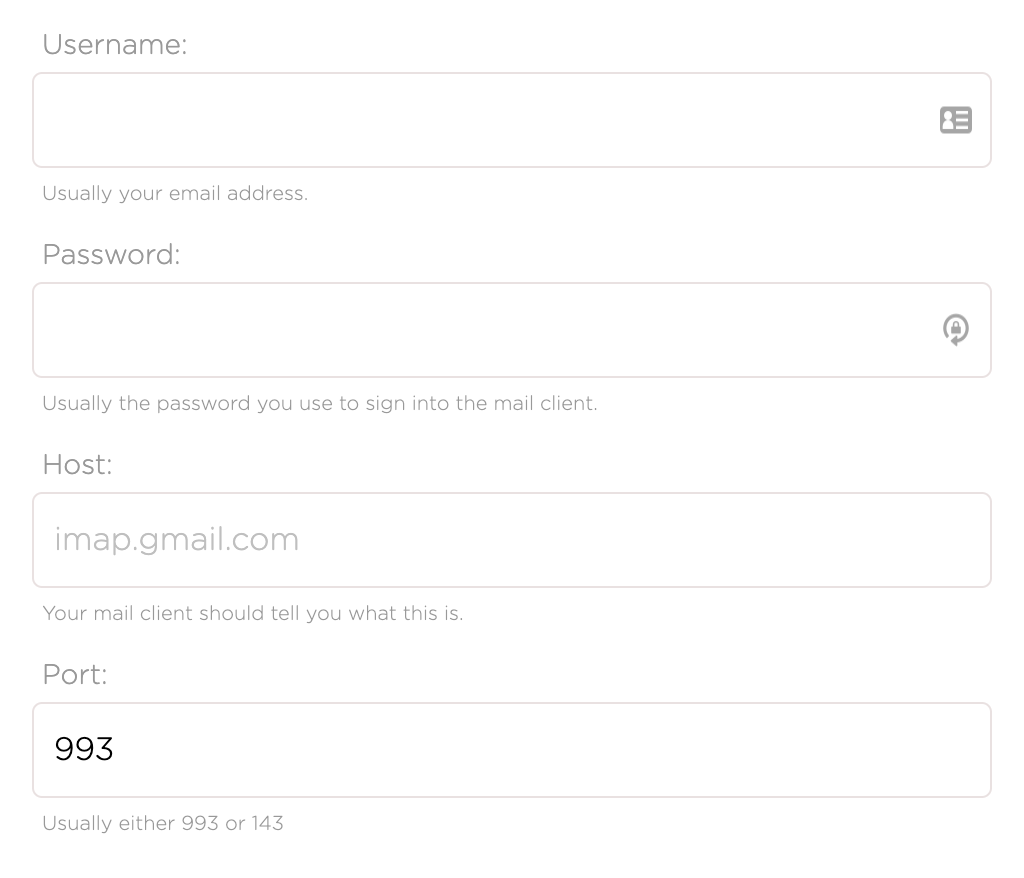 Username:
Usually your email address.
Password:
Usually the password you use to sign into the mail client.
Host:
imap.gmail.com
Your mail client should tell you what this is.
Port:
993
Usually either 993 or 143